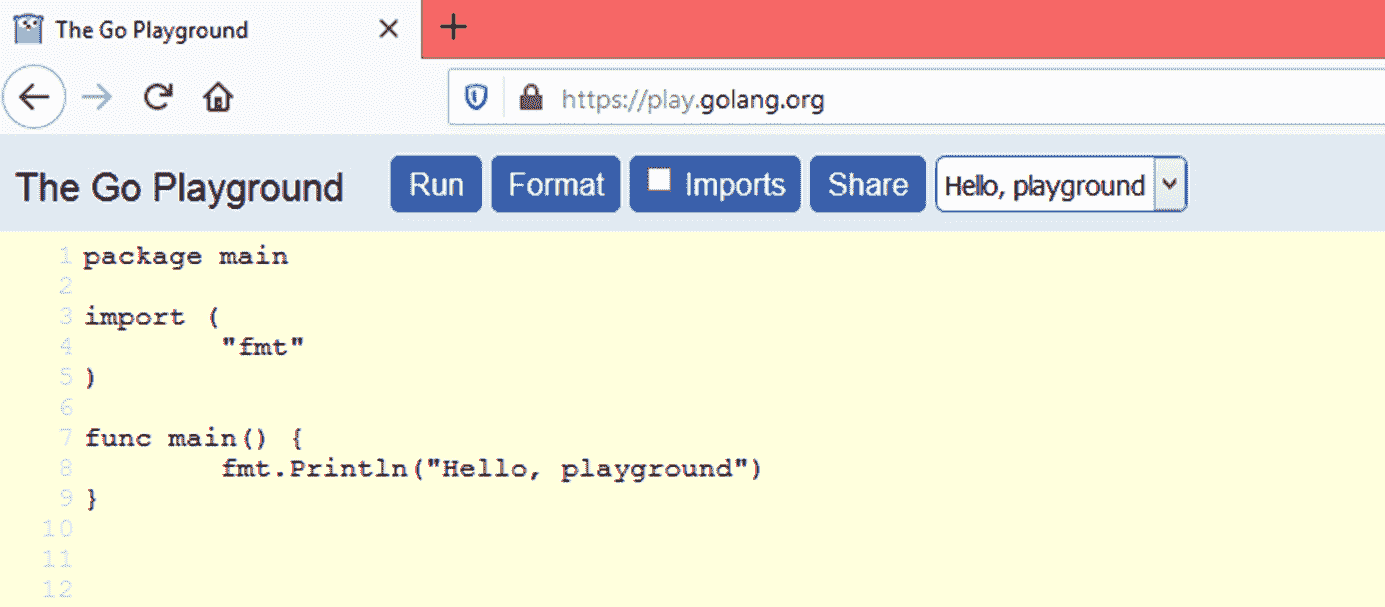 The Go Playground
https://play.golang.org
The Go Playground Run Format Imports Share Hello, playground
1 package main
2
3 import (
4 "fmt"
5 )
6
7 func main() {
8 fmt.Println("Hello, playground")
9 }
10
11
12